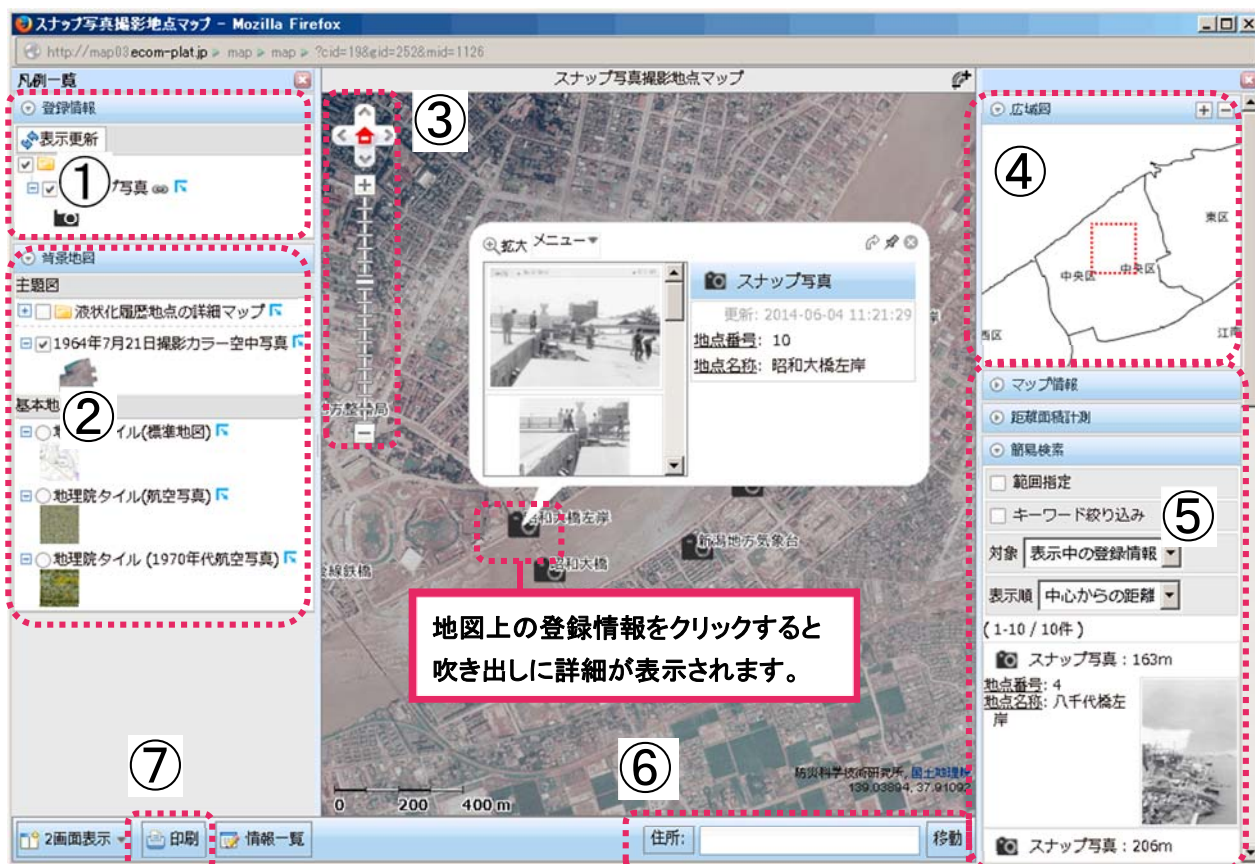 スナップ写真撮影地点マップ - Mozilla Firefox
http://map03.ecom-plat.jp ▸ map ▸ map ▸ ?cid=19&gid=252&mid=1126
凡例一覧
登録情報
表示更新
①
プ写真
背景地図
主題図
液状化履歴地点の詳細マップ
1964年7月21日撮影カラー空中写真
基本地
②
イル(標準地図)
地理院タイル(航空写真)
地理院タイル (1970年代航空写真)
スナップ写真撮影地点マップ
③
拡大 メニュー
スナップ写真
更新: 2014-06-04 11:21:29
地点番号: 10
地点名称: 昭和大橋左岸
方整備局
昭和大橋左岸
新潟地方気象台
昭和大橋
線鉄橋
地図上の登録情報をクリックすると
吹き出しに詳細が表示されます。
防災科学技術研究所, 国土地理院
139.03894, 37.91092
0 200 400 m
広域図
④
東区
中央区
中央区
西区
江南
マップ情報
距離面積計測
簡易検索
範囲指定
キーワード絞り込み
⑤
対象 表示中の登録情報
表示順 中心からの距離
(1-10 / 10件)
スナップ写真 : 163m
地点番号: 4
地点名称: 八千代橋左
岸
スナップ写真 : 206m
⑦
⑥
2画面表示 印刷 情報一覧
住所: 移動